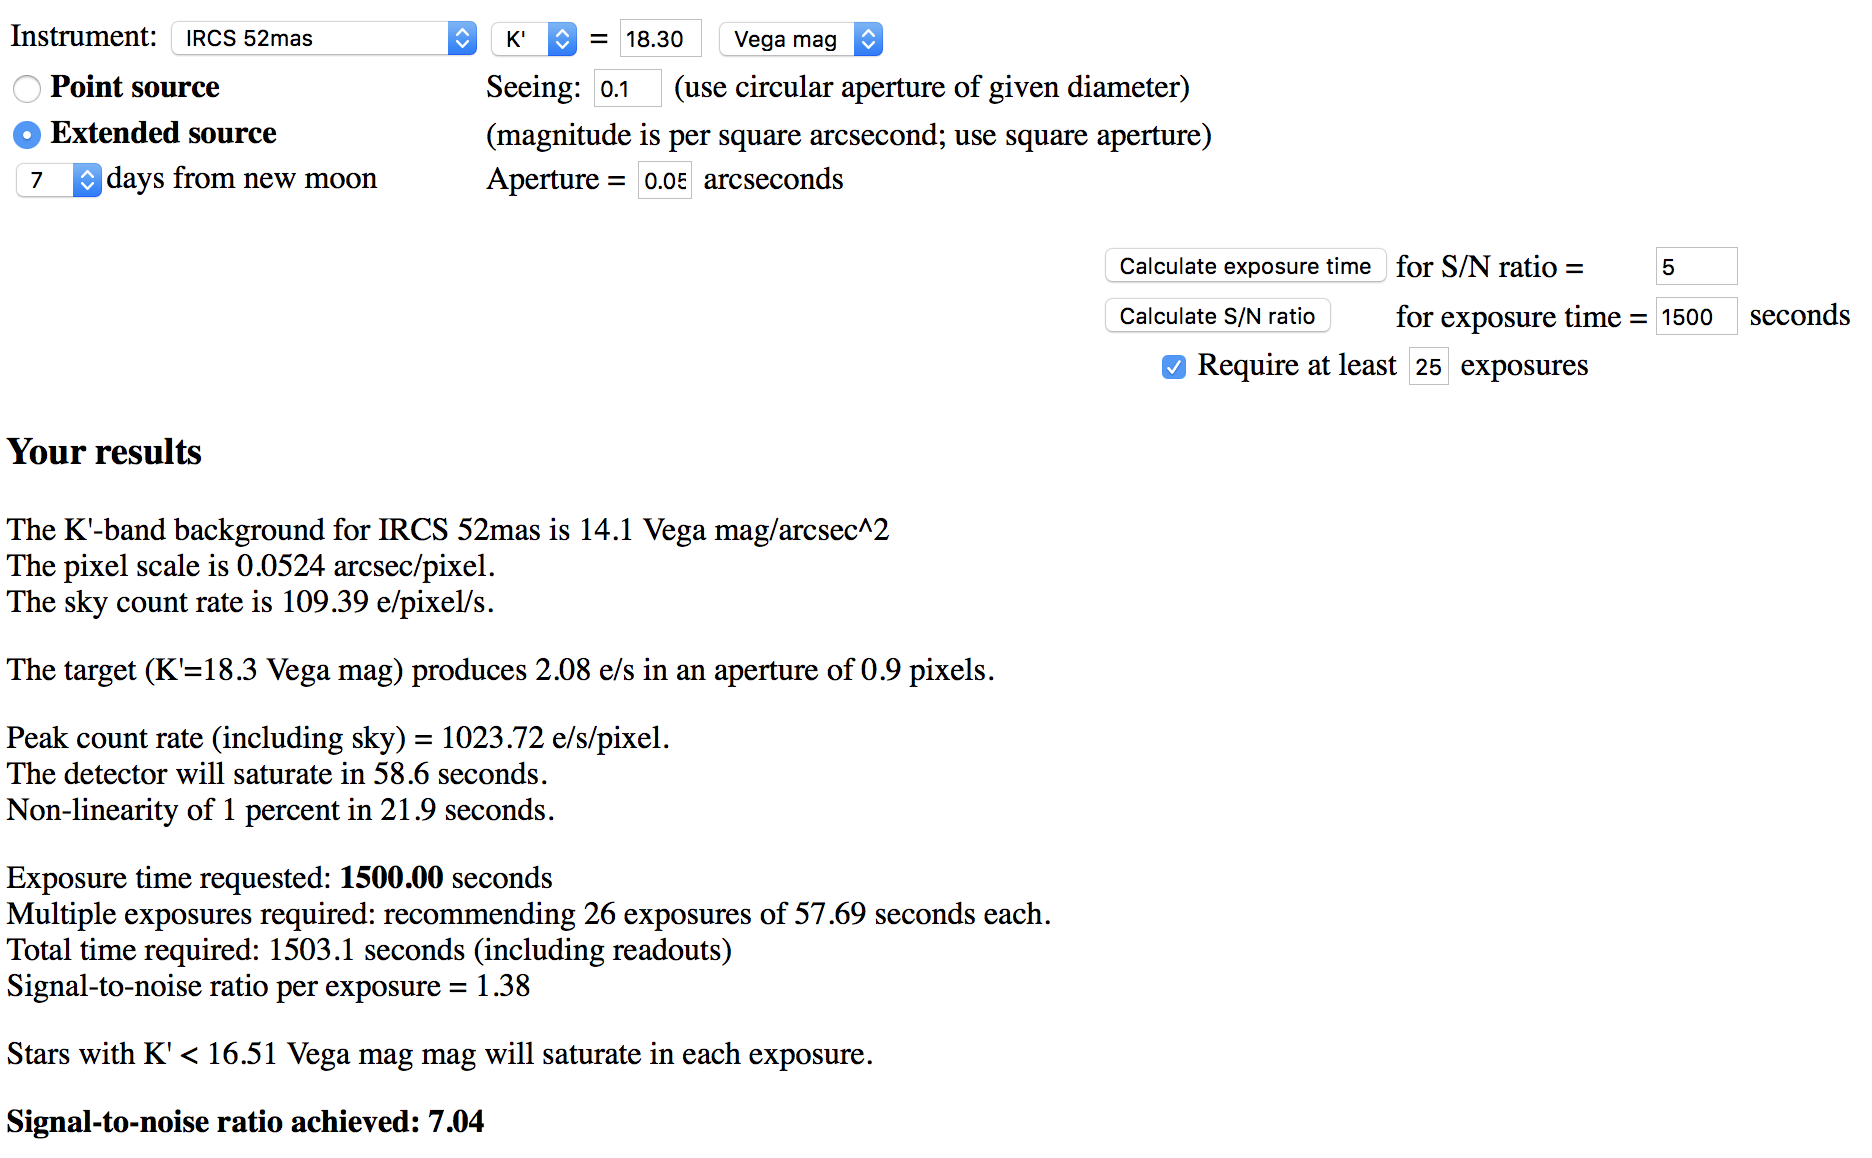 Instrument: IRCS 52mas K' = 18.30 Vega mag
Point source Seeing: 0.1 (use circular aperture of given diameter)
Extended source (magnitude is per square arcsecond; use square aperture)
7 days from new moon Aperture = 0.05 arcseconds
Calculate exposure time for S/N ratio = 5
Calculate S/N ratio for exposure time = 1500 seconds
Require at least 25 exposures
Your results
The K'-band background for IRCS 52mas is 14.1 Vega mag/arcsec^2
The pixel scale is 0.0524 arcsec/pixel.
The sky count rate is 109.39 e/pixel/s.
The target (K'=18.3 Vega mag) produces 2.08 e/s in an aperture of 0.9 pixels.
Peak count rate (including sky) = 1023.72 e/s/pixel.
The detector will saturate in 58.6 seconds.
Non-linearity of 1 percent in 21.9 seconds.
Exposure time requested: 1500.00 seconds
Multiple exposures required: recommending 26 exposures of 57.69 seconds each.
Total time required: 1503.1 seconds (including readouts)
Signal-to-noise ratio per exposure = 1.38
Stars with K' < 16.51 Vega mag mag will saturate in each exposure.
Signal-to-noise ratio achieved: 7.04